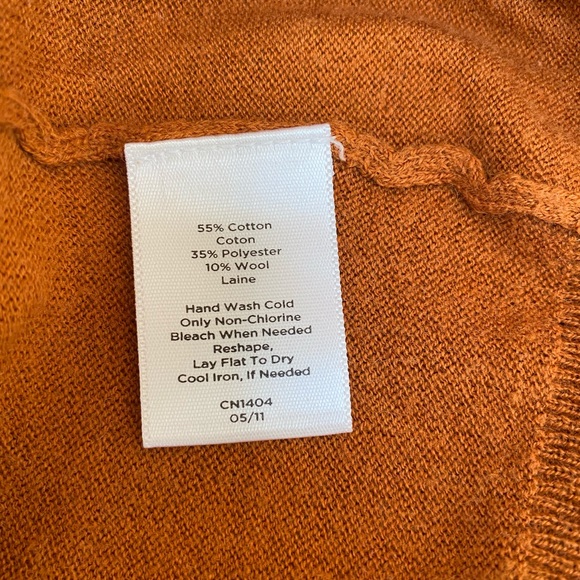 55% Cotton
Coton
35% Polyester
10% Wool
Laine
Hand Wash Cold
Only Non-Chlorine
Bleach When Needed
Reshape,
Lay Flat To Dry
Cool Iron, If Needed
CN1404
05/11